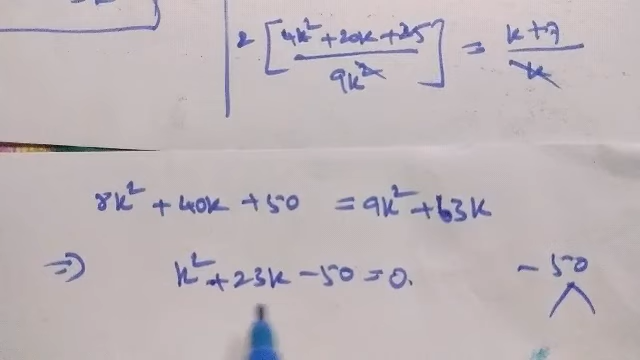 2 [ 4k² + 20k + 25 / 9k² ] = k + 7 / k
8k² + 40k + 50 = 9k² + 63k
⇒ k² + 23k - 50 = 0.
- 50